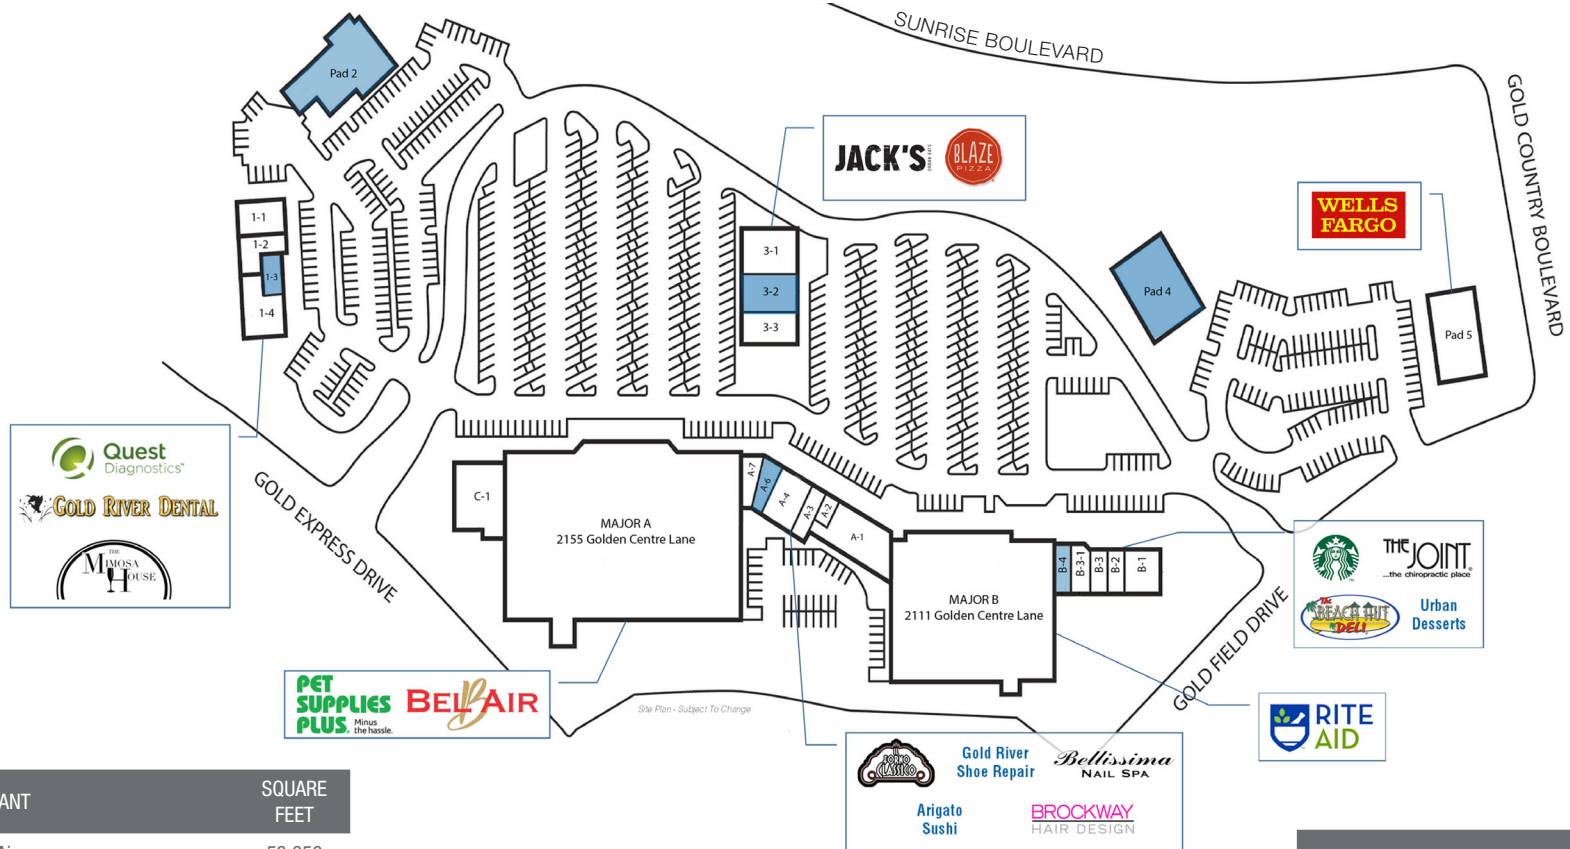 SUNRISE BOULEVARD
GOLD COUNTRY BOULEVARD
Pad 2
JACK'S
URBAN EATS
BLAZE
PIZZA
WELLS
FARGO
1-1
1-2
1-3
1-4
3-1
3-2
3-3
Pad 4
Pad 5
Quest
Diagnostics™
GOLD RIVER DENTAL
THE
MIMOSA
HOUSE
GOLD EXPRESS DRIVE
C-1
MAJOR A
2155 Golden Centre Lane
A-7
A-6
A-4
A-3
A-2
A-1
MAJOR B
2111 Golden Centre Lane
B-4
B-3-1
B-3
B-2
B-1
GOLD FIELD DRIVE
THE JOINT®
...the chiropractic place
The
BEACH HUT
DELI
Urban
Desserts
PET
SUPPLIES
PLUS.
Minus
the hassle.
BEL AIR
Site Plan - Subject To Change
RITE
AID
IL
FORNO
CLASSICO
Gold River
Shoe Repair
Bellissima
NAIL SPA
Arigato
Sushi
BROCKWAY
HAIR DESIGN
ANT
SQUARE
FEET